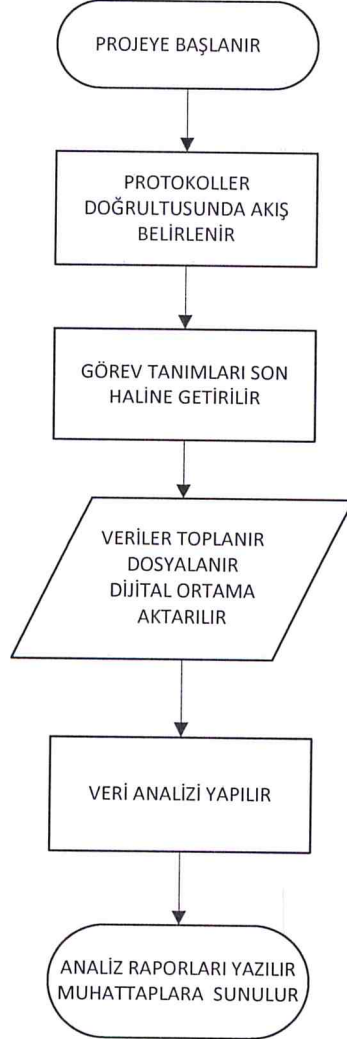 PROJEYE BAŞLANIR
PROTOKOLLER
DOĞRULTUSUNDA AKIŞ
BELİRLENİR
GÖREV TANIMLARI SON
HALİNE GETİRİLİR
VERİLER TOPLANIR
DOSYALANIR
DİJİTAL ORTAMA
AKTARILIR
VERİ ANALİZİ YAPILIR
ANALİZ RAPORLARI YAZILIR
MUHATTAPLARA SUNULUR